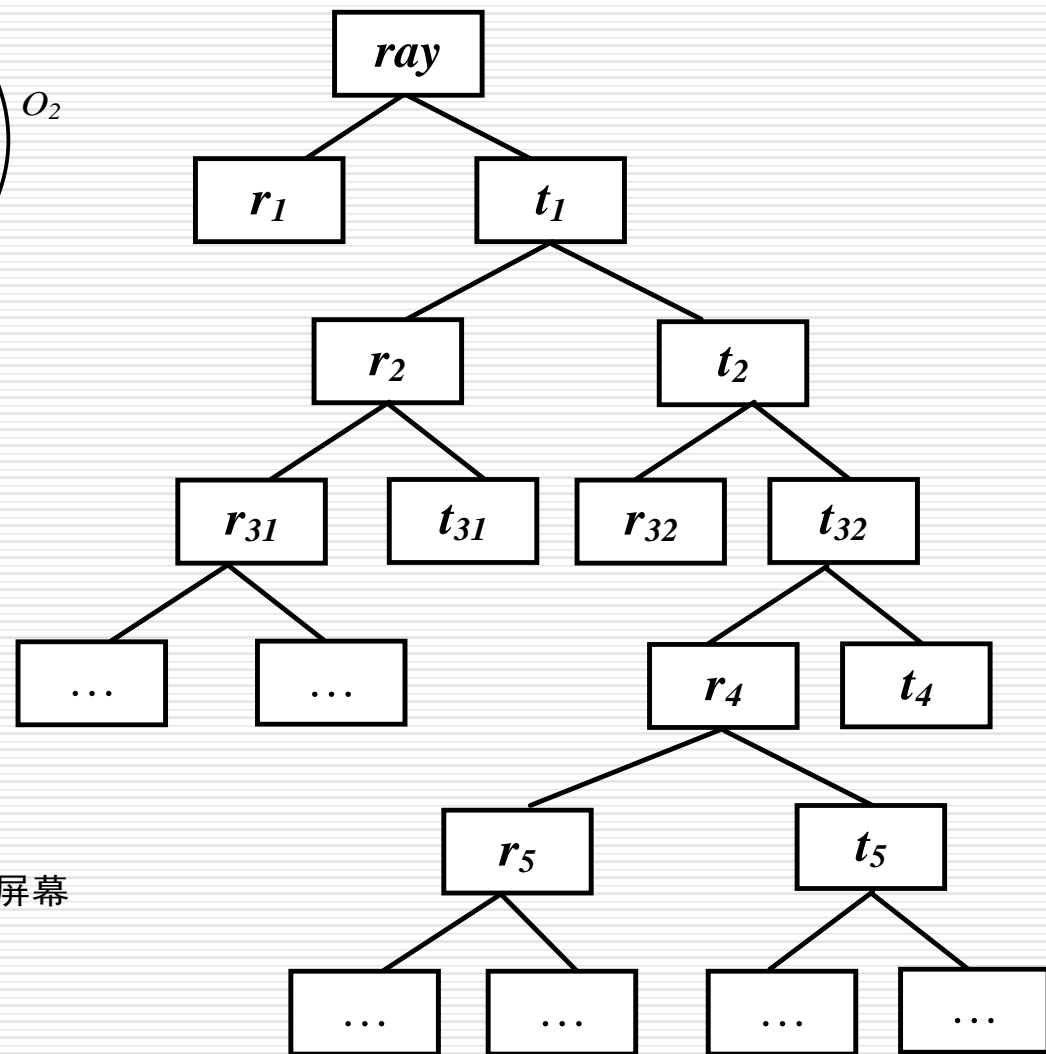 ray
O₂
r₁ t₁
r₂ t₂
r₃₁ t₃₁ r₃₂ t₃₂
... ... r₄ t₄
r₅ t₅
屏幕
... ... ... ...